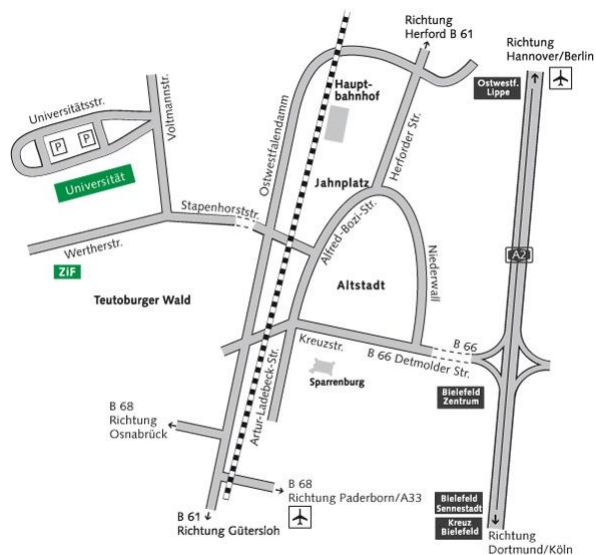 Richtung
Herford B 61
Richtung
Hannover/Berlin
Ostwestf.
Lippe
Haupt-
bahnhof
Universitätsstr.
Voltmannstr.
P
P
Ostwestfalendamm
Herforder Str.
Universität
Jahnplatz
Stapenhorststr.
Alfred-Bozi-Str.
Niederwall
Wertherstr.
A2
ZiF
Teutoburger Wald
Altstadt
Kreuzstr.
B 66
B 66 Detmolder Str.
Sparrenburg
Artur-Ladebeck-Str.
Bielefeld
Zentrum
B 68
Richtung
Osnabrück
B 68
Richtung Paderborn/A33
B 61
Richtung Gütersloh
Bielefeld
Sennestadt
Kreuz
Bielefeld
Richtung
Dortmund/Köln